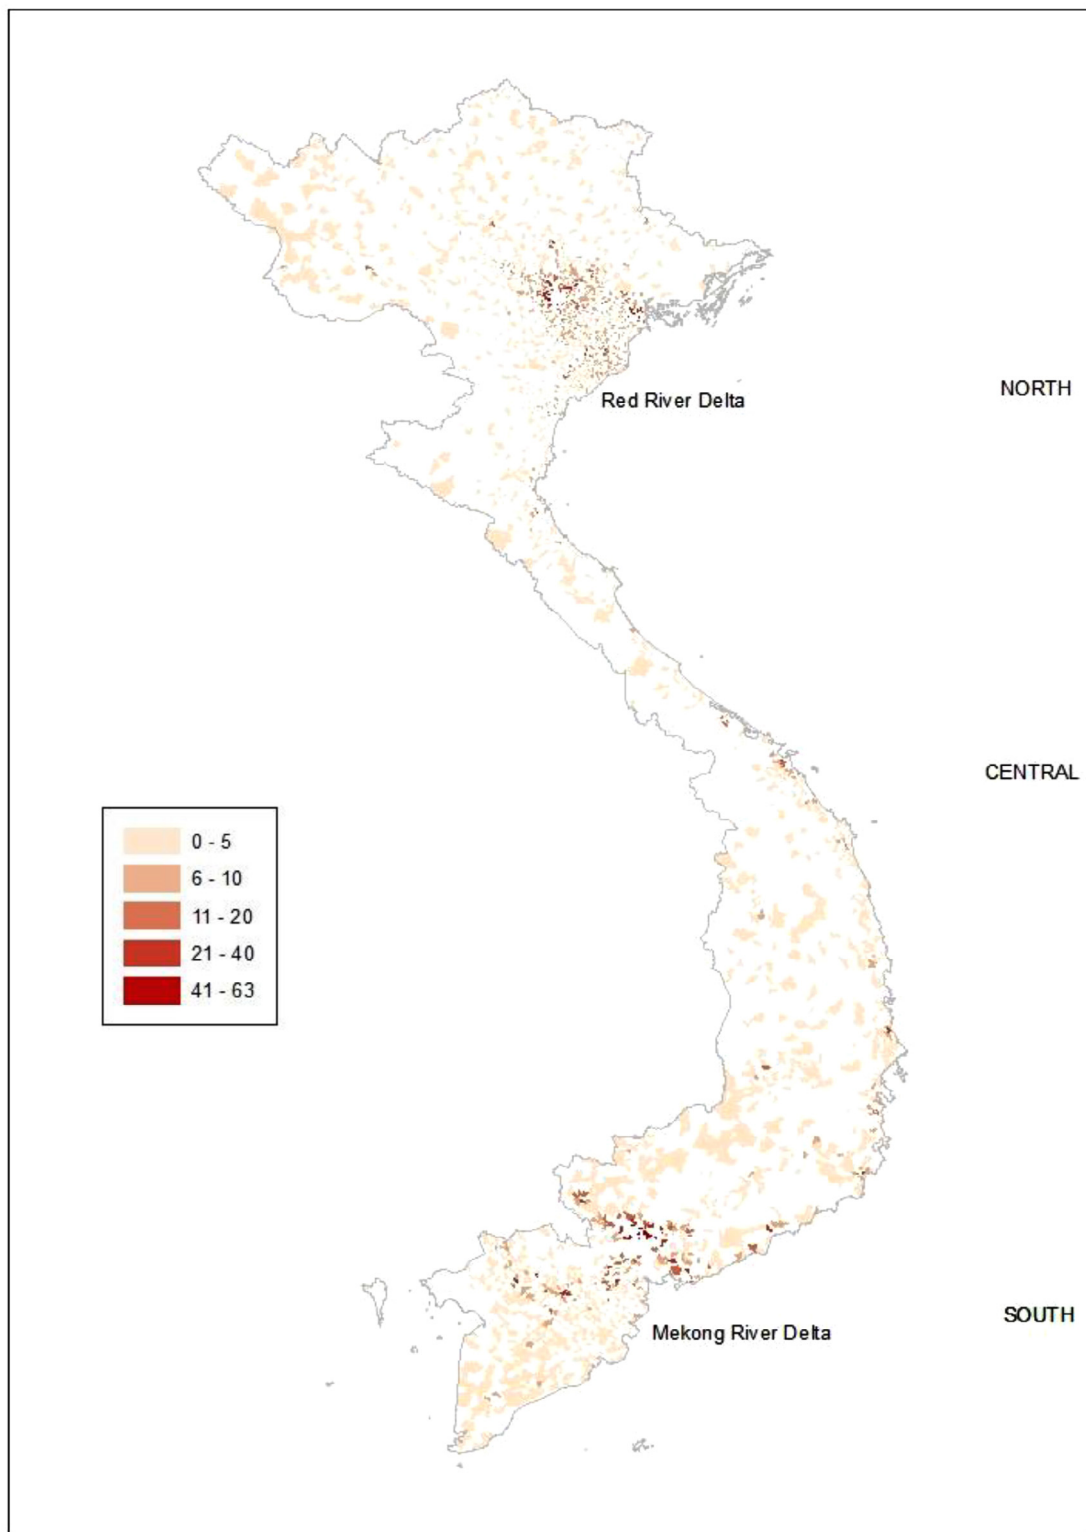 Red River Delta
NORTH
CENTRAL
0 - 5
6 - 10
11 - 20
21 - 40
41 - 63
SOUTH
Mekong River Delta